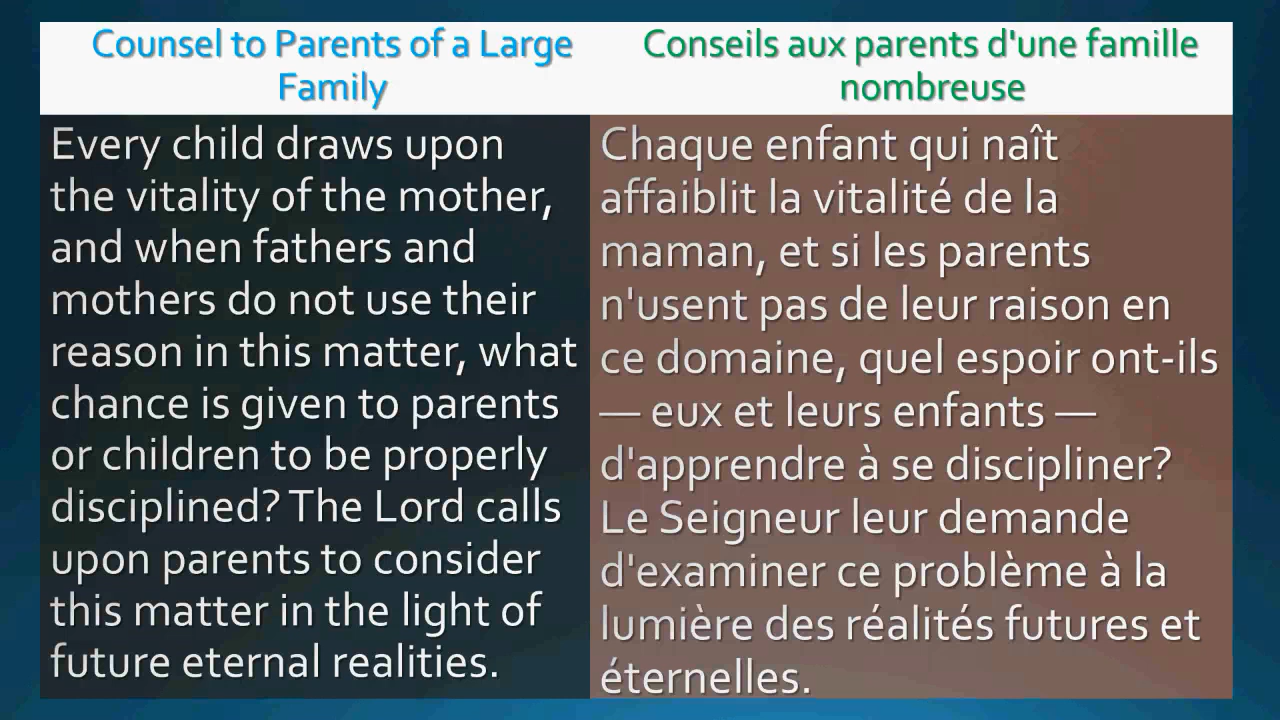 Counsel to Parents of a Large
Family
Every child draws upon
the vitality of the mother,
and when fathers and
mothers do not use their
reason in this matter, what
chance is given to parents
or children to be properly
disciplined? The Lord calls
upon parents to consider
this matter in the light of
future eternal realities.
Conseils aux parents d'une famille
nombreuse
Chaque enfant qui naît
affaiblit la vitalité de la
maman, et si les parents
n'usent pas de leur raison en
ce domaine, quel espoir ont-ils
— eux et leurs enfants —
d'apprendre à se discipliner?
Le Seigneur leur demande
d'examiner ce problème à la
lumière des réalités futures et
éternelles.